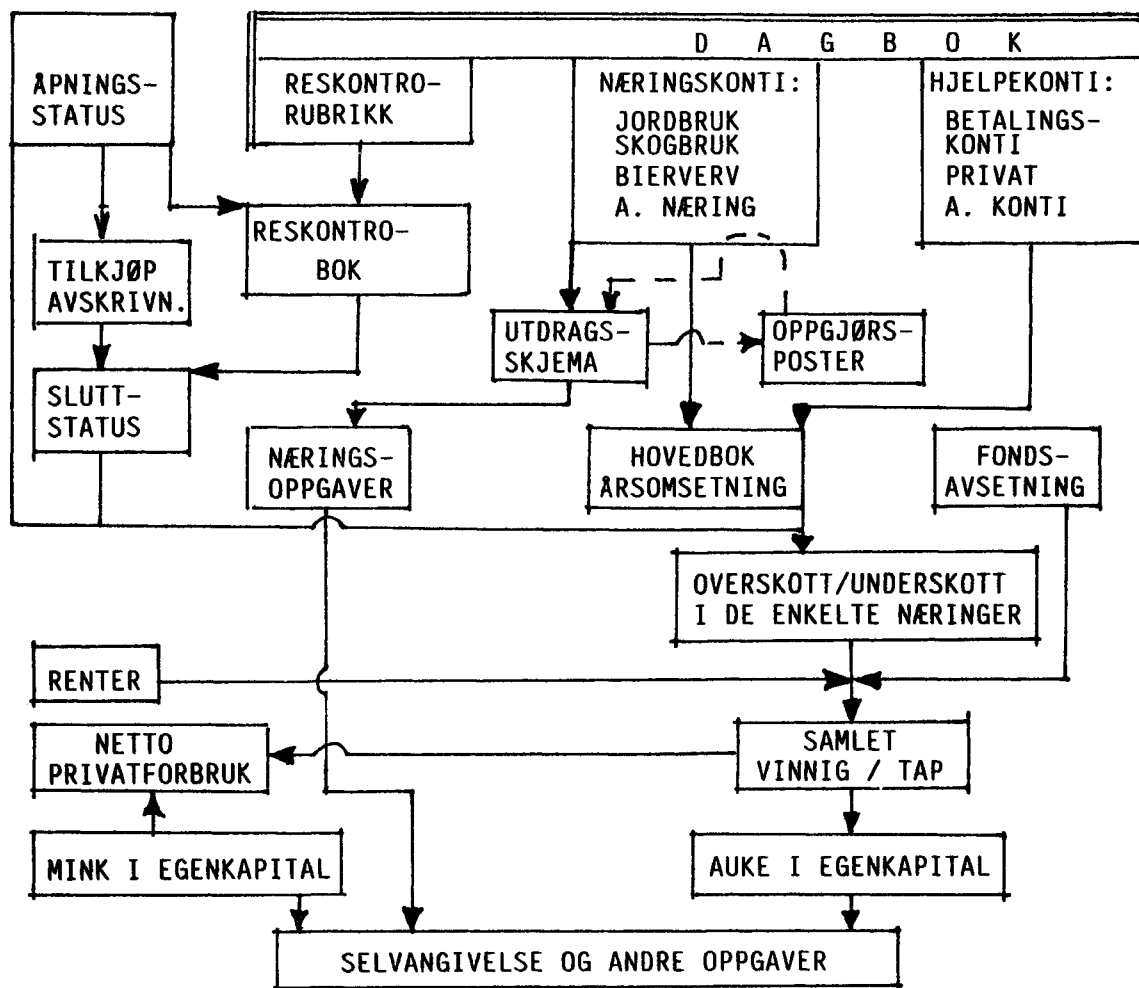 D A G B O K
ÅPNINGS-
STATUS
RESKONTRO-
RUBRIKK
NÆRINGSKONTI:
JORDBRUK
SKOGBRUK
BIERVERV
A. NÆRING
HJELPEKONTI:
BETALINGS-
KONTI
PRIVAT
A. KONTI
RESKONTRO-
BOK
TILKJØP
AVSKRIVN.
UTDRAGS-
SKJEMA
OPPGJØRS-
POSTER
SLUTT-
STATUS
NÆRINGS-
OPPGAVER
HOVEDBOK
ÅRSOMSETNING
FONDS-
AVSETNING
OVERSKOTT/UNDERSKOTT
I DE ENKELTE NÆRINGER
RENTER
NETTO
PRIVATFORBRUK
SAMLET
VINNIG / TAP
MINK I EGENKAPITAL
AUKE I EGENKAPITAL
SELVANGIVELSE OG ANDRE OPPGAVER